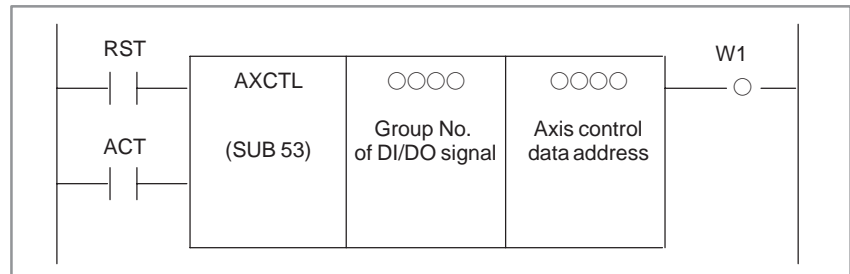 RST
W1
AXCTL
○○○○
○○○○
Group No.
of DI/DO signal
Axis control
data address
ACT
(SUB 53)